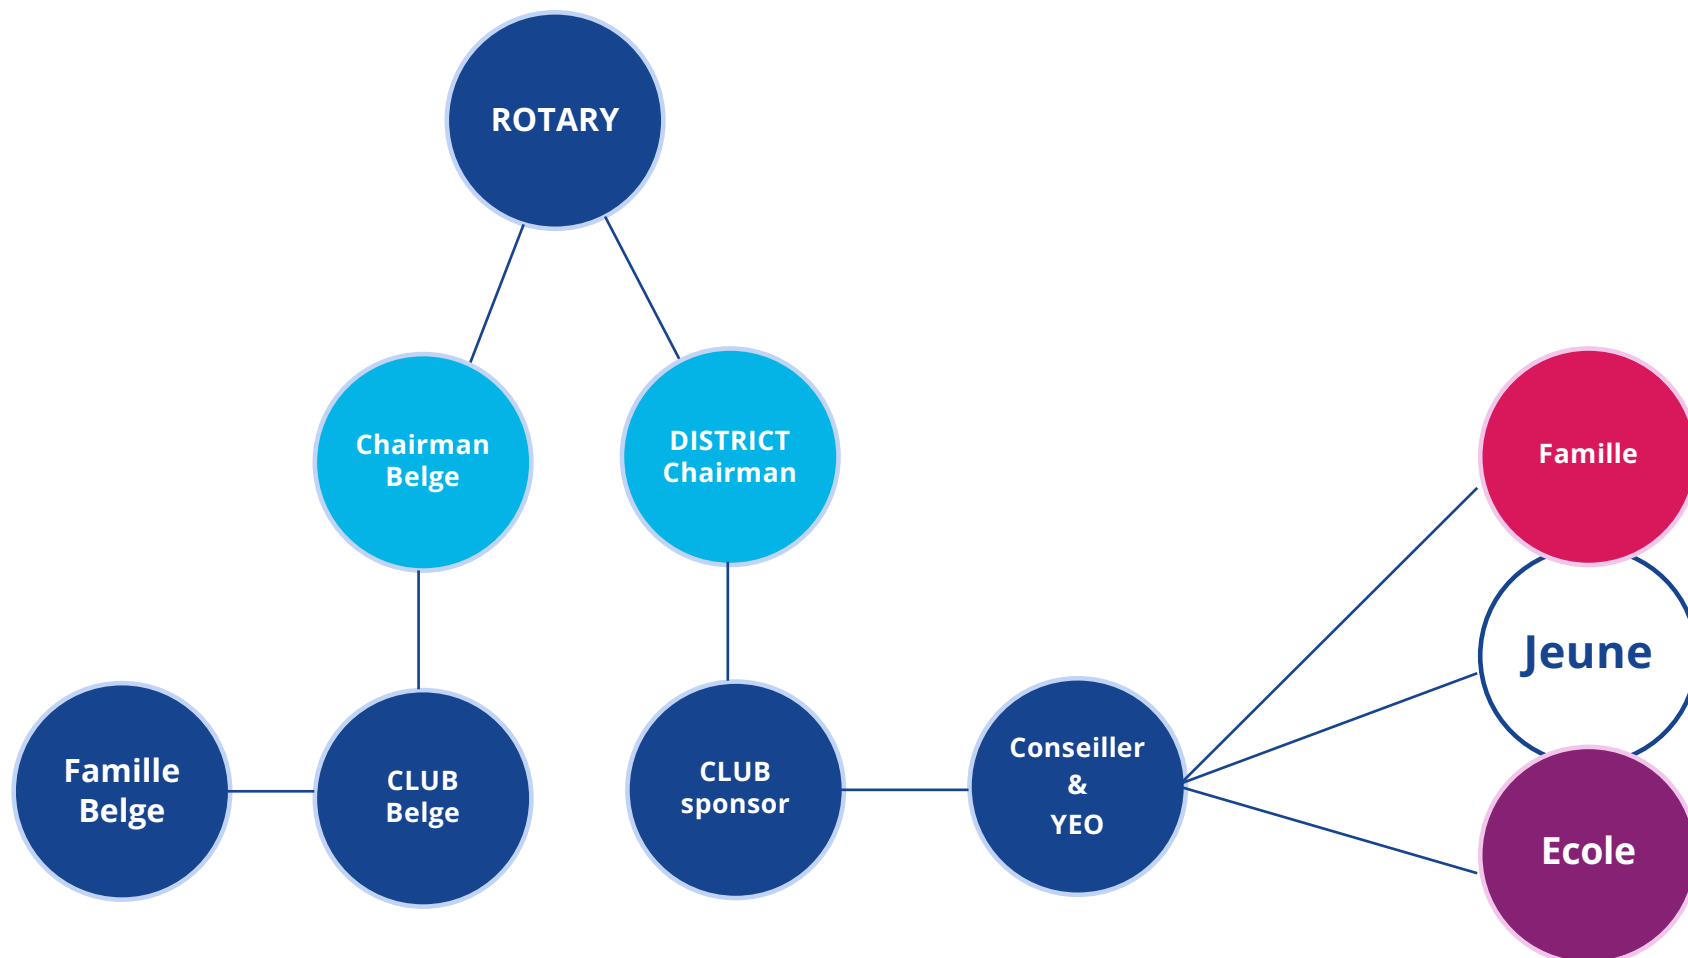 ROTARY
Chairman
Belge
DISTRICT
Chairman
Famille
Jeune
Famille
Belge
CLUB
Belge
CLUB
sponsor
Conseiller
&
YEO
Ecole